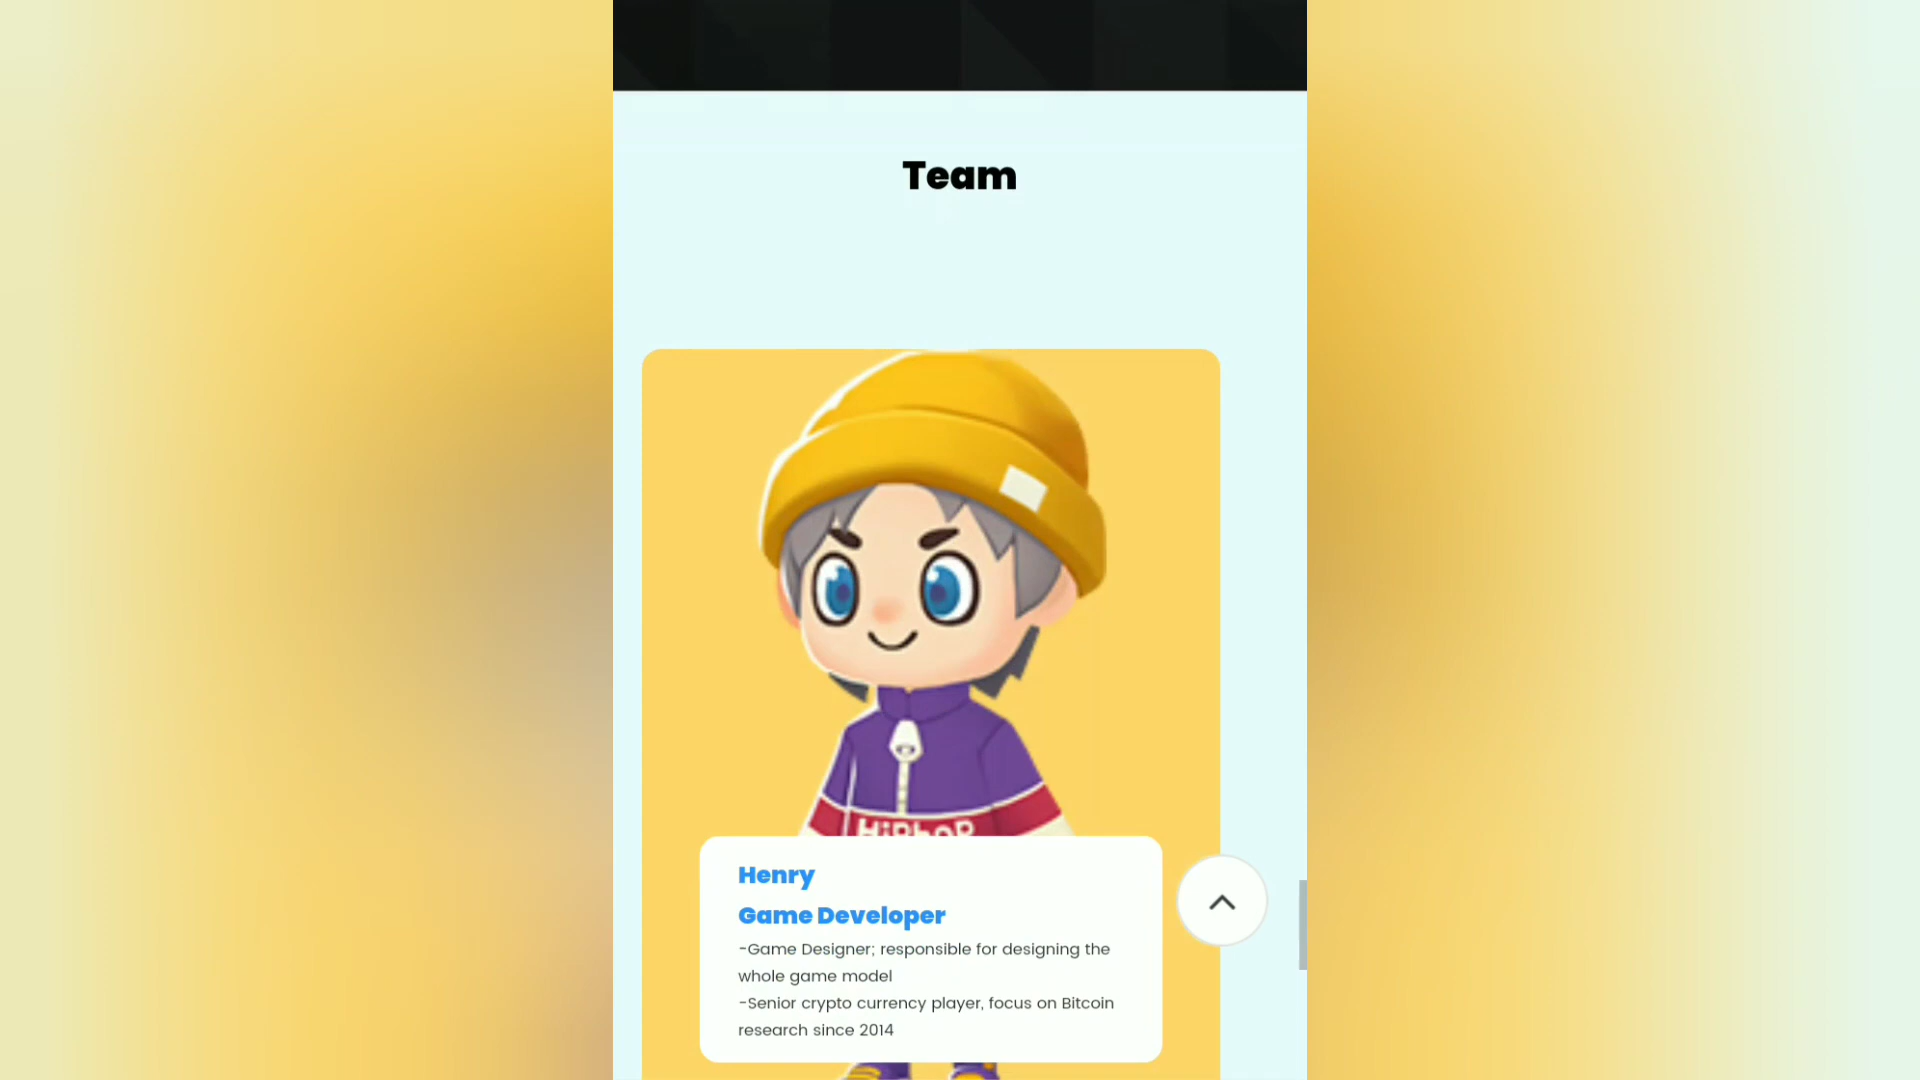 Team
HiPhoP
Henry
Game Developer
-Game Designer; responsible for designing the
whole game model
-Senior crypto currency player, focus on Bitcoin
research since 2014